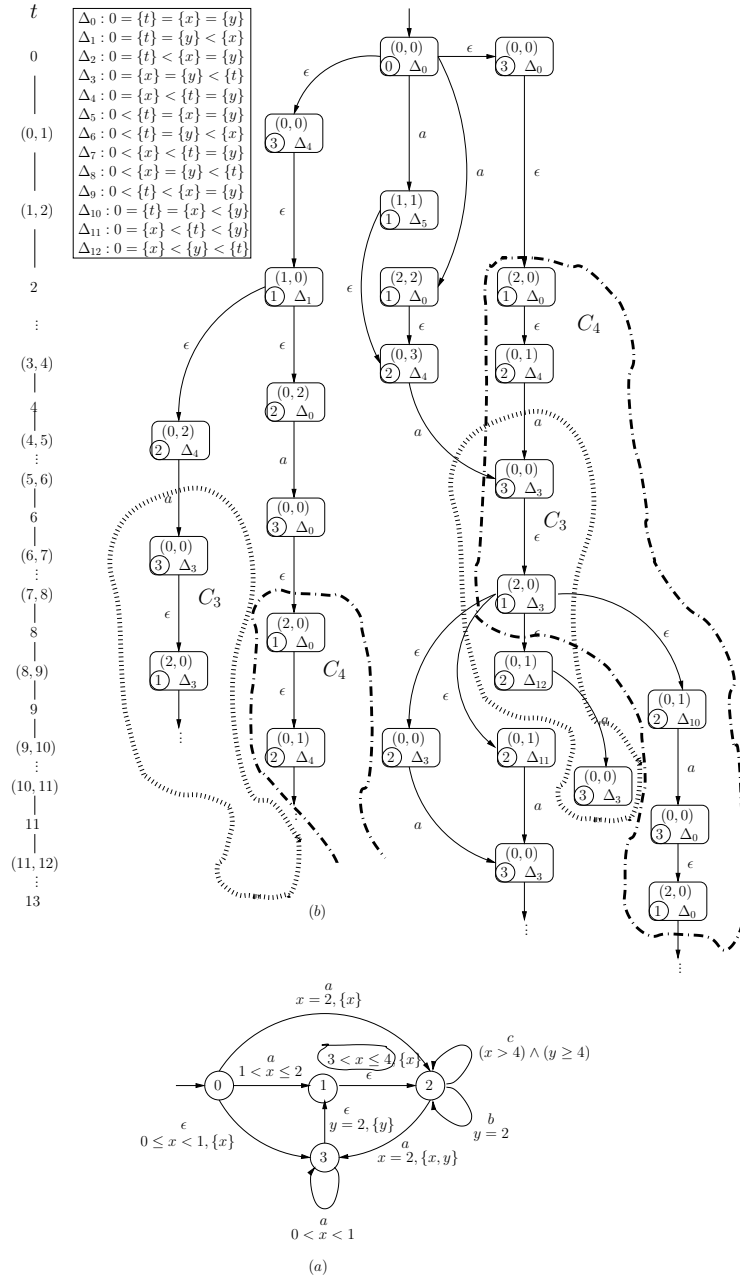 t
Δ₀ : 0 = {t} = {x} = {y}
Δ₁ : 0 = {t} = {y} < {x}
Δ₂ : 0 = {t} < {x} = {y}
Δ₃ : 0 = {x} = {y} < {t}
Δ₄ : 0 = {x} < {t} = {y}
Δ₅ : 0 < {t} = {x} = {y}
Δ₆ : 0 < {t} = {y} < {x}
Δ₇ : 0 < {x} < {t} = {y}
Δ₈ : 0 < {x} = {y} < {t}
Δ₉ : 0 < {t} < {x} = {y}
Δ₁₀ : 0 = {t} = {x} < {y}
Δ₁₁ : 0 = {x} < {t} < {y}
Δ₁₂ : 0 = {x} < {y} < {t}
0
(0, 1)
(1, 2)
2
⋮
(3, 4)
4
(4, 5)
⋮
(5, 6)
6
(6, 7)
⋮
(7, 8)
8
(8, 9)
9
(9, 10)
⋮
(10, 11)
11
(11, 12)
⋮
13
(0, 0)
0 Δ₀
ϵ
(0, 0)
3 Δ₀
ϵ
(0, 0)
3 Δ₄
a
a
ϵ
ϵ
(1, 1)
1 Δ₅
(1, 0)
1 Δ₁
ϵ
(2, 2)
1 Δ₀
(2, 0)
1 Δ₀
C₄
ϵ
ϵ
ϵ
ϵ
(0, 3)
2 Δ₄
(0, 1)
2 Δ₄
(0, 2)
2 Δ₀
(0, 2)
2 Δ₄
a
a
a
(0, 0)
3 Δ₃
a
(0, 0)
3 Δ₀
C₃
(0, 0)
3 Δ₃
ϵ
ϵ
C₃
ϵ
(2, 0)
1 Δ₃
(2, 0)
1 Δ₀
ϵ
ϵ
ϵ
ϵ
(2, 0)
1 Δ₃
C₄
ϵ
(0, 1)
2 Δ₁₂
(0, 1)
2 Δ₁₀
a
⋮
(0, 1)
2 Δ₄
(0, 0)
2 Δ₃
(0, 1)
2 Δ₁₁
(0, 0)
3 Δ₃
a
⋮
a
a
(0, 0)
3 Δ₀
(0, 0)
3 Δ₃
ϵ
(2, 0)
1 Δ₀
⋮
⋮
(b)
a
x = 2, {x}
c
(x > 4) ∧ (y ≥ 4)
a
1 < x ≤ 2
3 < x ≤ 4, {x}
ϵ
0
1
2
ϵ
0 ≤ x < 1, {x}
ϵ
y = 2, {y}
b
y = 2
a
x = 2, {x, y}
3
a
0 < x < 1
(a)